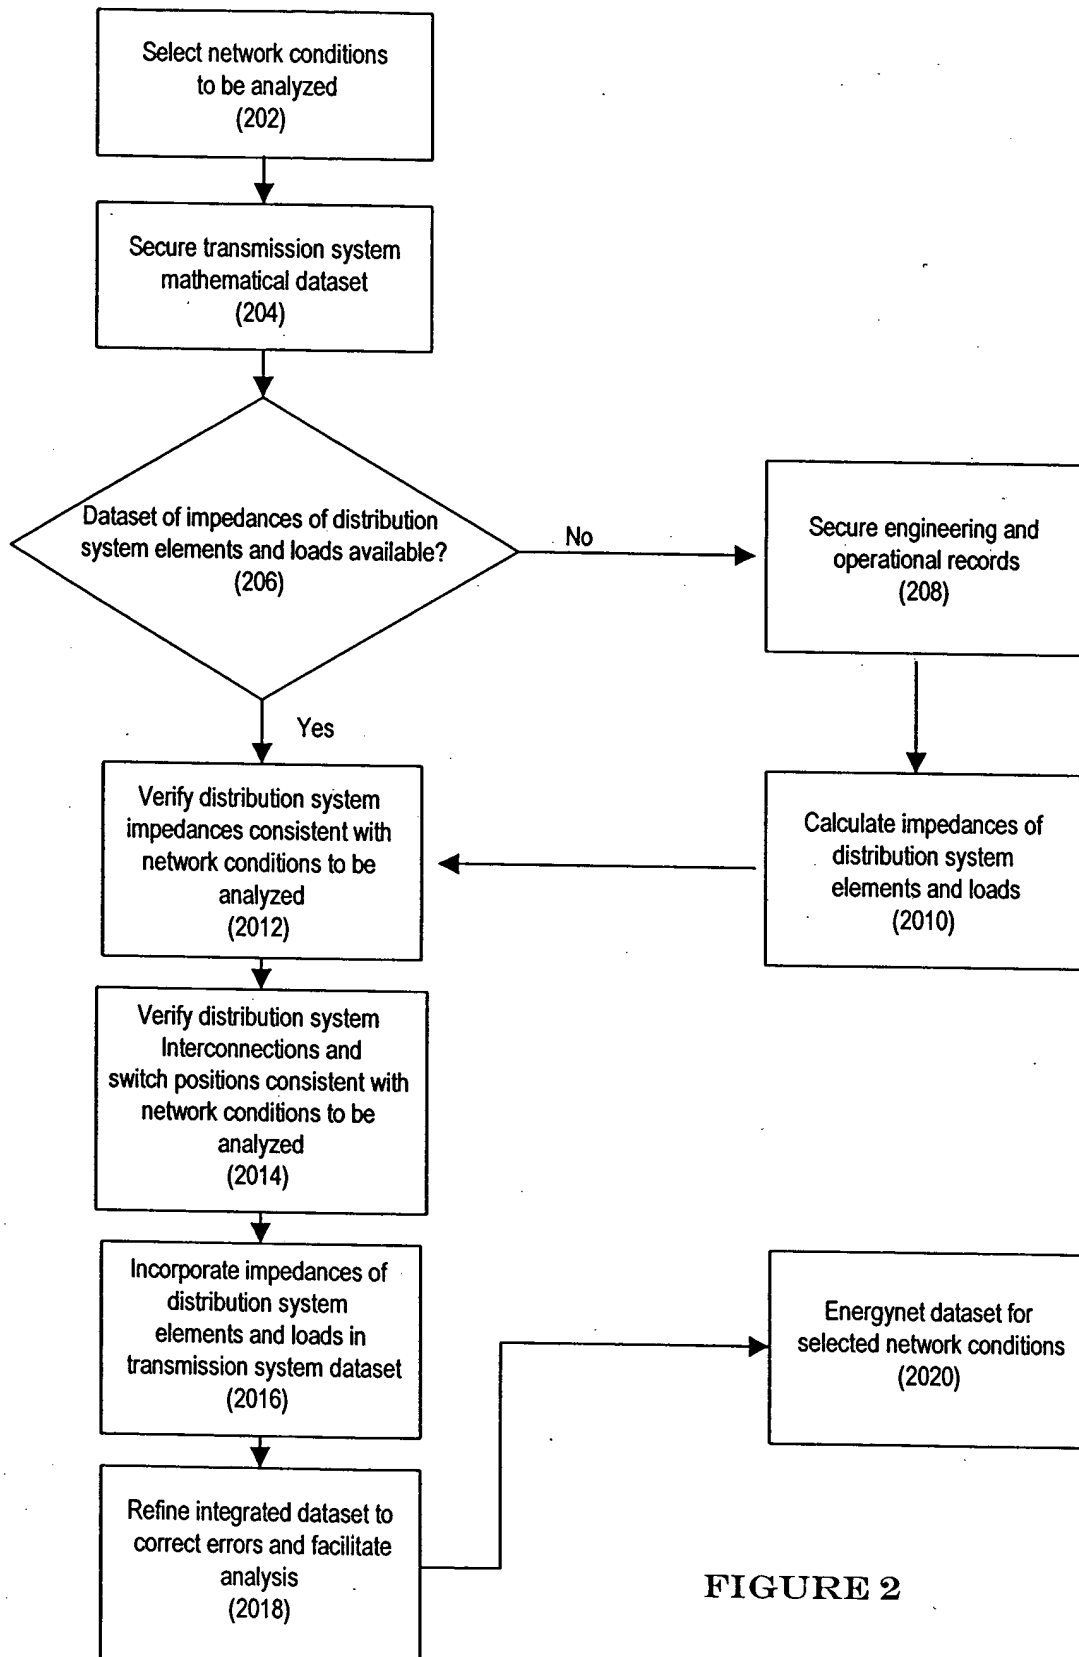 Select network conditions
to be analyzed
(202)
Secure transmission system
mathematical dataset
(204)
Dataset of impedances of distribution
system elements and loads available?
(206)
No
Secure engineering and
operational records
(208)
Yes
Calculate impedances of
distribution system
elements and loads
(2010)
Verify distribution system
impedances consistent with
network conditions to be
analyzed
(2012)
Verify distribution system
Interconnections and
switch positions consistent with
network conditions to be
analyzed
(2014)
Incorporate impedances of
distribution system
elements and loads in
transmission system dataset
(2016)
Refine integrated dataset to
correct errors and facilitate
analysis
(2018)
Energynet dataset for
selected network conditions
(2020)
FIGURE 2